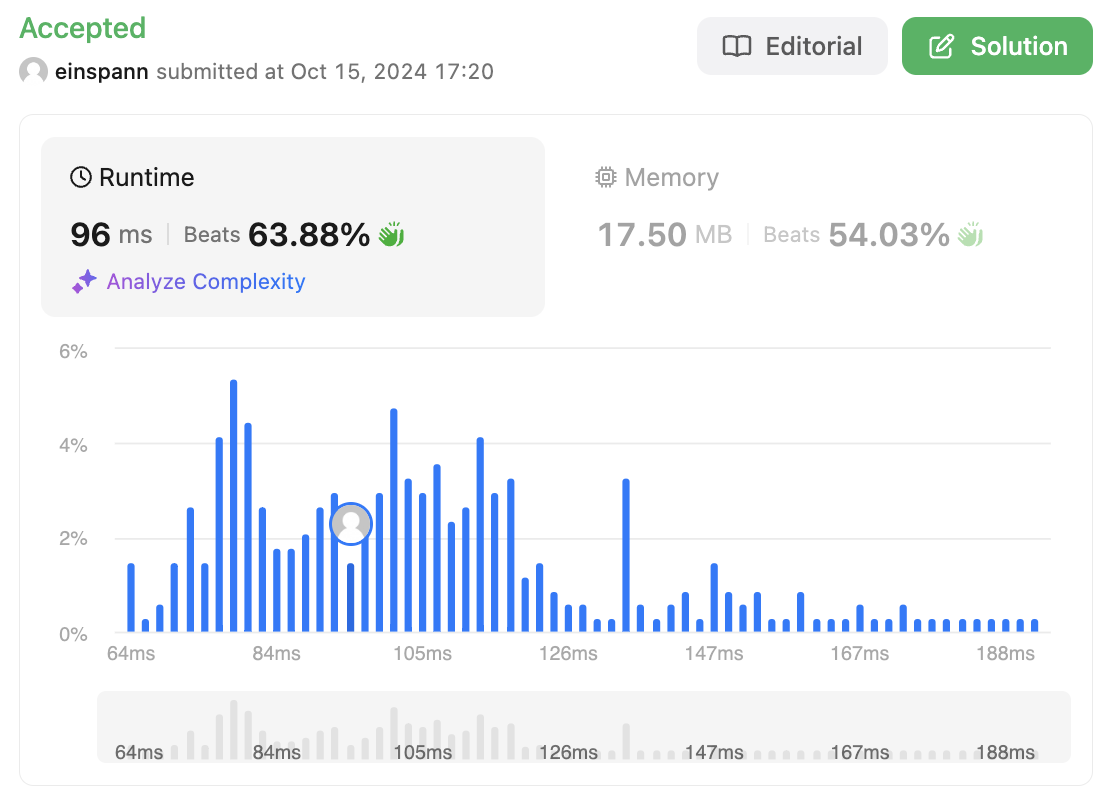 Accepted
einspann submitted at Oct 15, 2024 17:20
Editorial
Solution
Runtime
96 ms Beats 63.88%
Analyze Complexity
Memory
17.50 MB Beats 54.03%
6%
4%
2%
0%
64ms 84ms 105ms 126ms 147ms 167ms 188ms
64ms 84ms 105ms 126ms 147ms 167ms 188ms